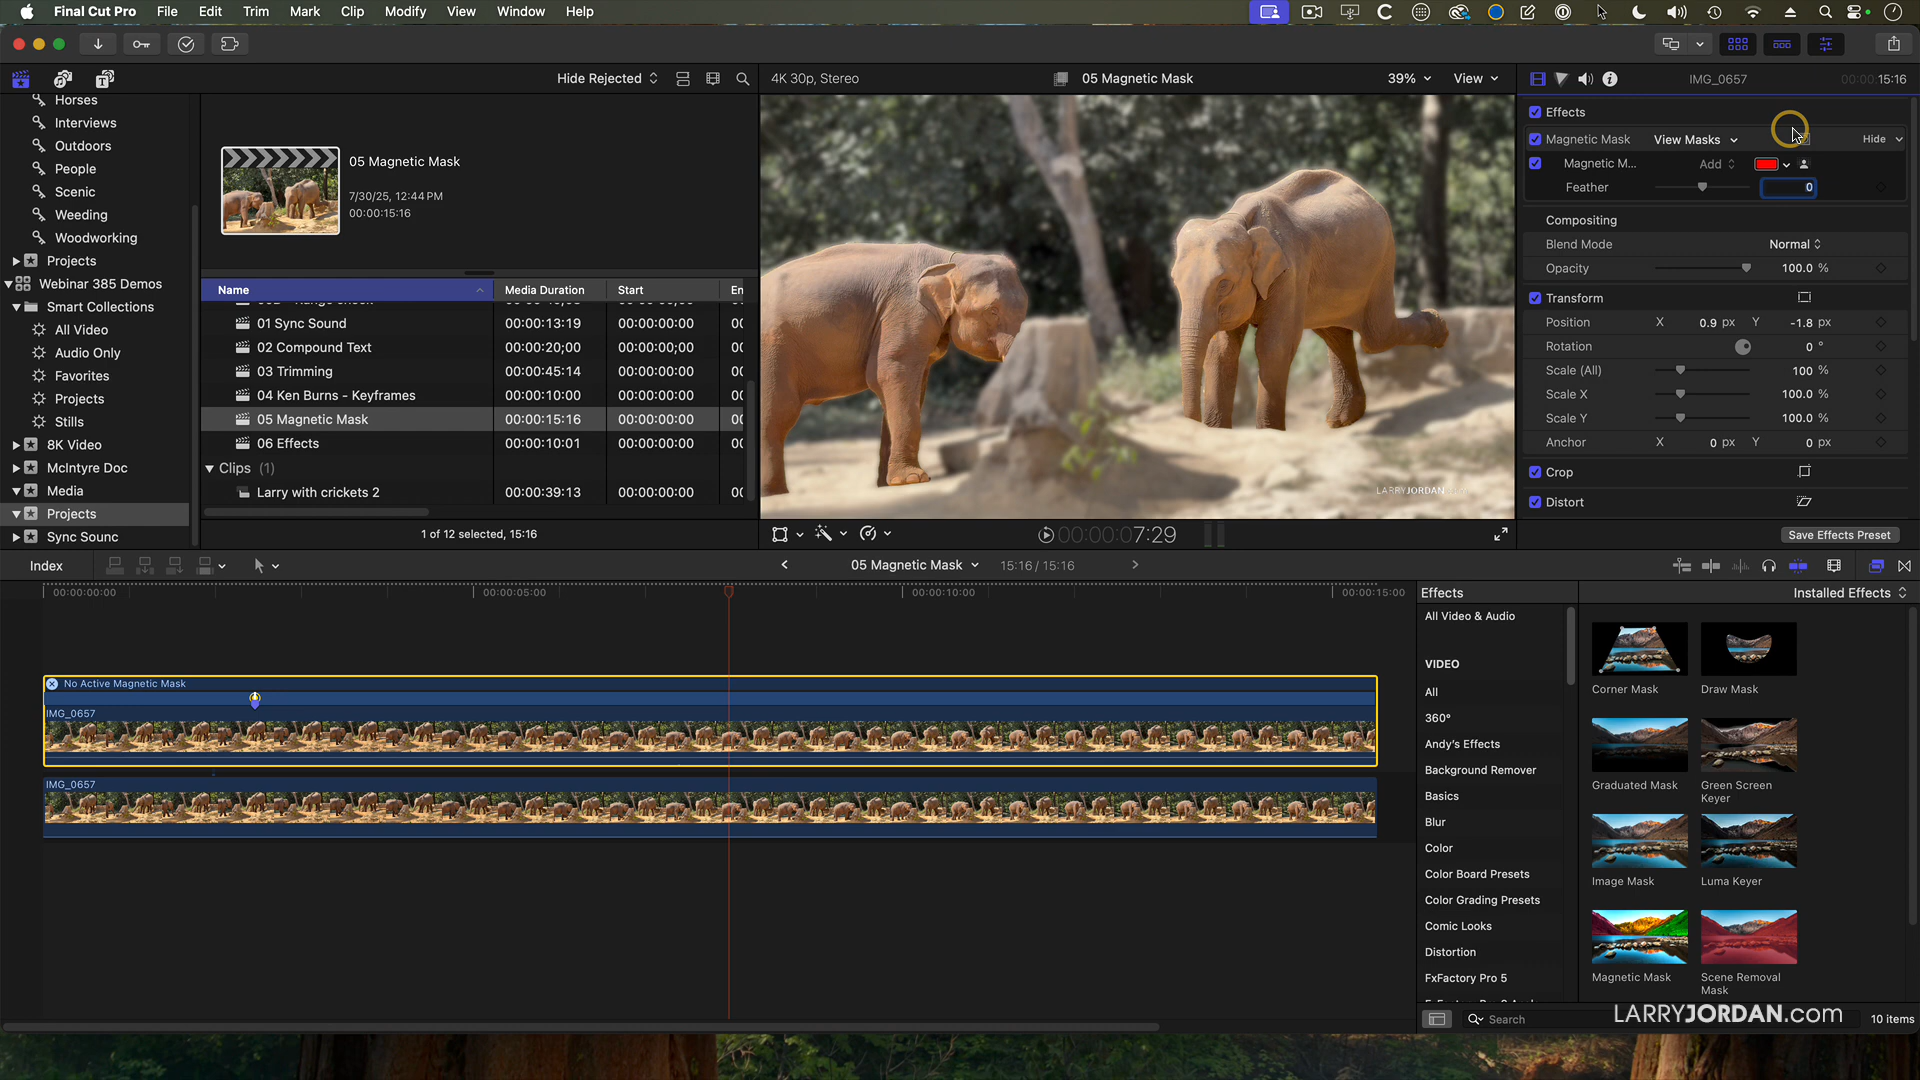 Final Cut Pro File Edit Trim Mark Clip Modify View Window Help
Hide Rejected
4K 30p, Stereo
05 Magnetic Mask
39%
View
IMG_0657
00:00:15:16
Horses
Interviews
Outdoors
People
Scenic
Weeding
Woodworking
Projects
Webinar 385 Demos
Smart Collections
All Video
Audio Only
Favorites
Projects
Stills
8K Video
McIntyre Doc
Media
Projects
Sync Sounc
05 Magnetic Mask
7/30/25, 12:44 PM
00:00:15:16
Name Media Duration Start En
01 Sync Sound 00:00:13:19 00:00:00:00 00
02 Compound Text 00:00:20;00 00:00:00;00 00
03 Trimming 00:00:45:14 00:00:00:00 00
04 Ken Burns - Keyframes 00:00:10:00 00:00:00:00 00
05 Magnetic Mask 00:00:15:16 00:00:00:00 00
06 Effects 00:00:10:01 00:00:00:00 00
Clips (1)
Larry with crickets 2 00:00:39:13 00:00:00:00 00
1 of 12 selected, 15:16
00:00:07:29
Effects
Magnetic Mask View Masks Hide
Magnetic M... Add
Feather 0
Compositing
Blend Mode Normal
Opacity 100.0 %
Transform
Position X 0.9 px Y -1.8 px
Rotation 0 °
Scale (All) 100 %
Scale X 100.0 %
Scale Y 100.0 %
Anchor X 0 px Y 0 px
Crop
Distort
Save Effects Preset
Index
05 Magnetic Mask
15:16 / 15:16
00:00:00:00 00:00:05:00 00:00:10:00 00:00:15:00
No Active Magnetic Mask
IMG_0657
IMG_0657
Effects
Installed Effects
All Video & Audio
VIDEO
All
360°
Andy's Effects
Background Remover
Basics
Blur
Color
Color Board Presets
Color Grading Presets
Comic Looks
Distortion
FxFactory Pro 5
Corner Mask
Draw Mask
Graduated Mask
Green Screen
Keyer
Image Mask
Luma Keyer
Magnetic Mask
Scene Removal
Mask
Search
LARRYJORDAN.com
10 items